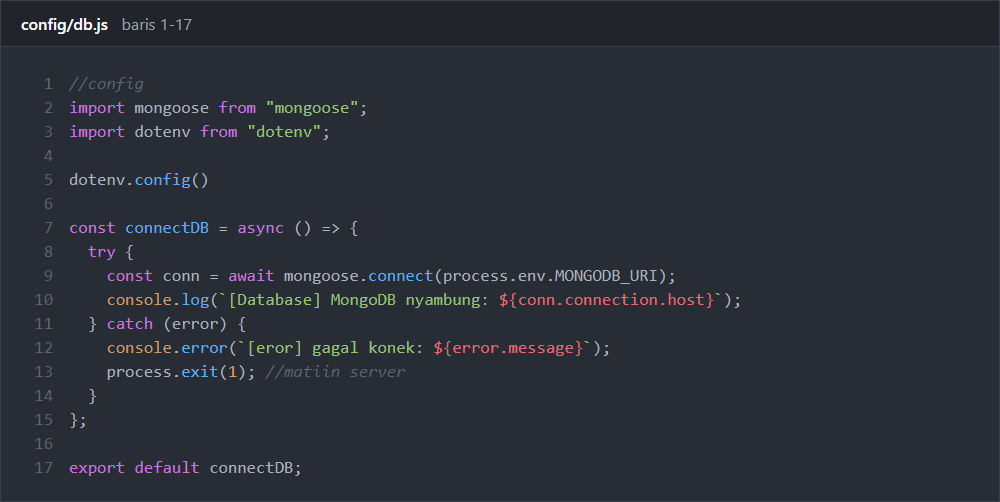 config/db.js baris 1-17
1 //config
2 import mongoose from "mongoose";
3 import dotenv from "dotenv";
4
5 dotenv.config()
6
7 const connectDB = async () => {
8   try {
9     const conn = await mongoose.connect(process.env.MONGODB_URI);
10     console.log(`[Database] MongoDB nyambung: ${conn.connection.host}`);
11   } catch (error) {
12     console.error(`[eror] gagal konek: ${error.message}`);
13     process.exit(1); //matiin server
14   }
15 };
16
17 export default connectDB;